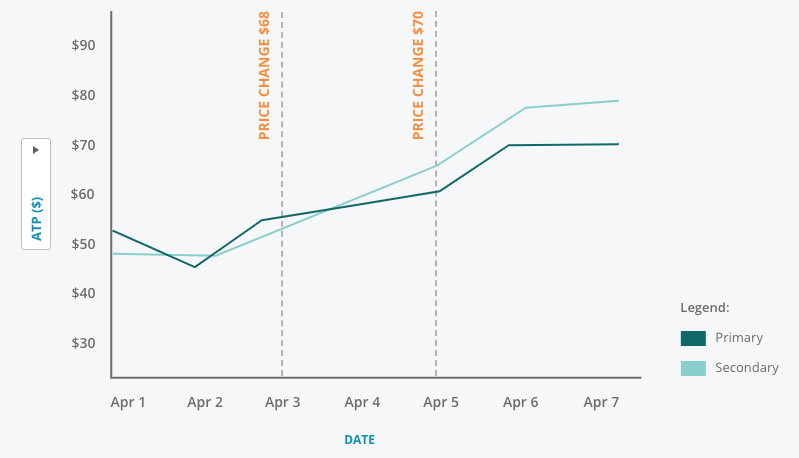 PRICE CHANGE $68
PRICE CHANGE $70
$90
$80
$70
$60
$50
$40
$30
ATP ($)
Apr 1
Apr 2
Apr 3
Apr 4
Apr 5
Apr 6
Apr 7
DATE
Legend:
Primary
Secondary